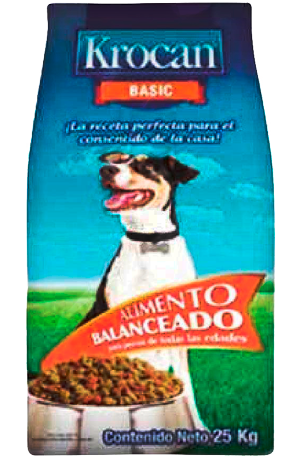 Krocan
BASIC
¡La receta perfecta para el
consentido de la casa!
ALIMENTO
BALANCEADO
para perros de todas las edades
Contenido Neto 25 Kg